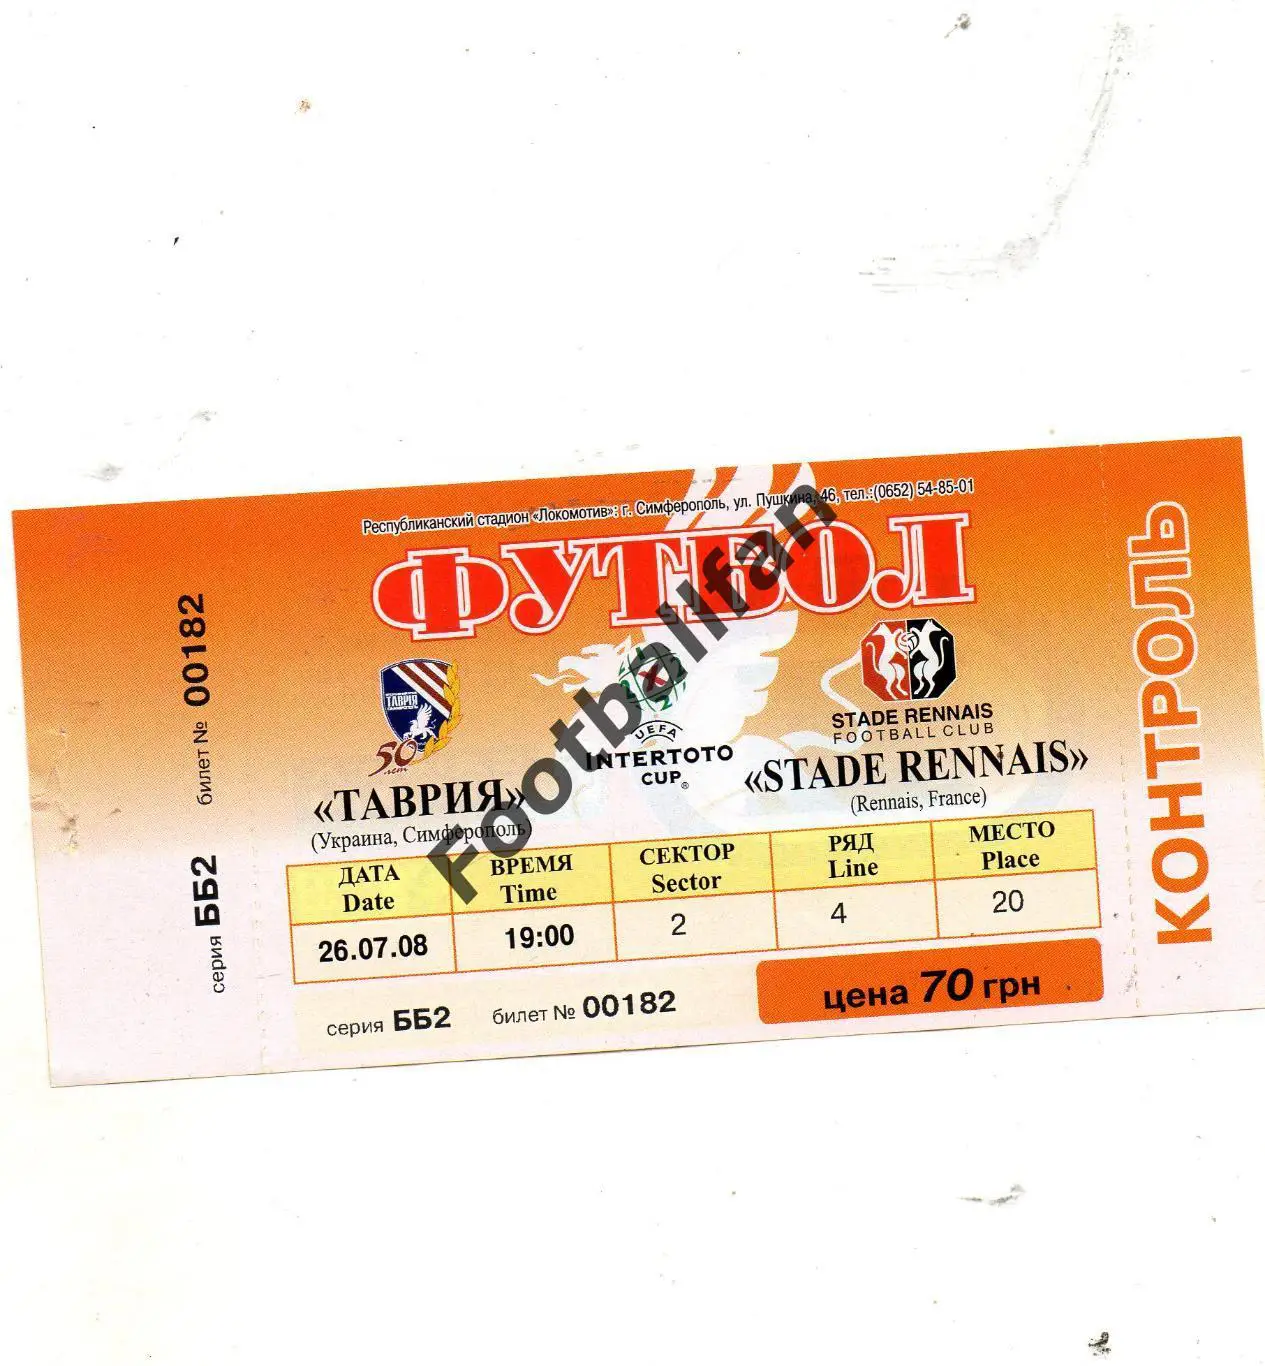 Республиканский стадион «Локомотив»: г. Симферополь, ул. Пушкина, 46, тел.:(0652) 54-85-01
ФУТБОЛ
ТАВРИЯ
50 лет
UEFA
INTERTOTO
CUP®
STADE RENNAIS
FOOTBALL CLUB
«ТАВРИЯ»
(Украина, Симферополь)
«STADE RENNAIS»
(Rennais, France)
ДАТА ВРЕМЯ СЕКТОР РЯД МЕСТО
Date Time Sector Line Place
26.07.08 19:00 2 4 20
серия ББ2 билет № 00182
цена 70 грн
серия ББ2 билет № 00182
КОНТРОЛЬ
Footballfan